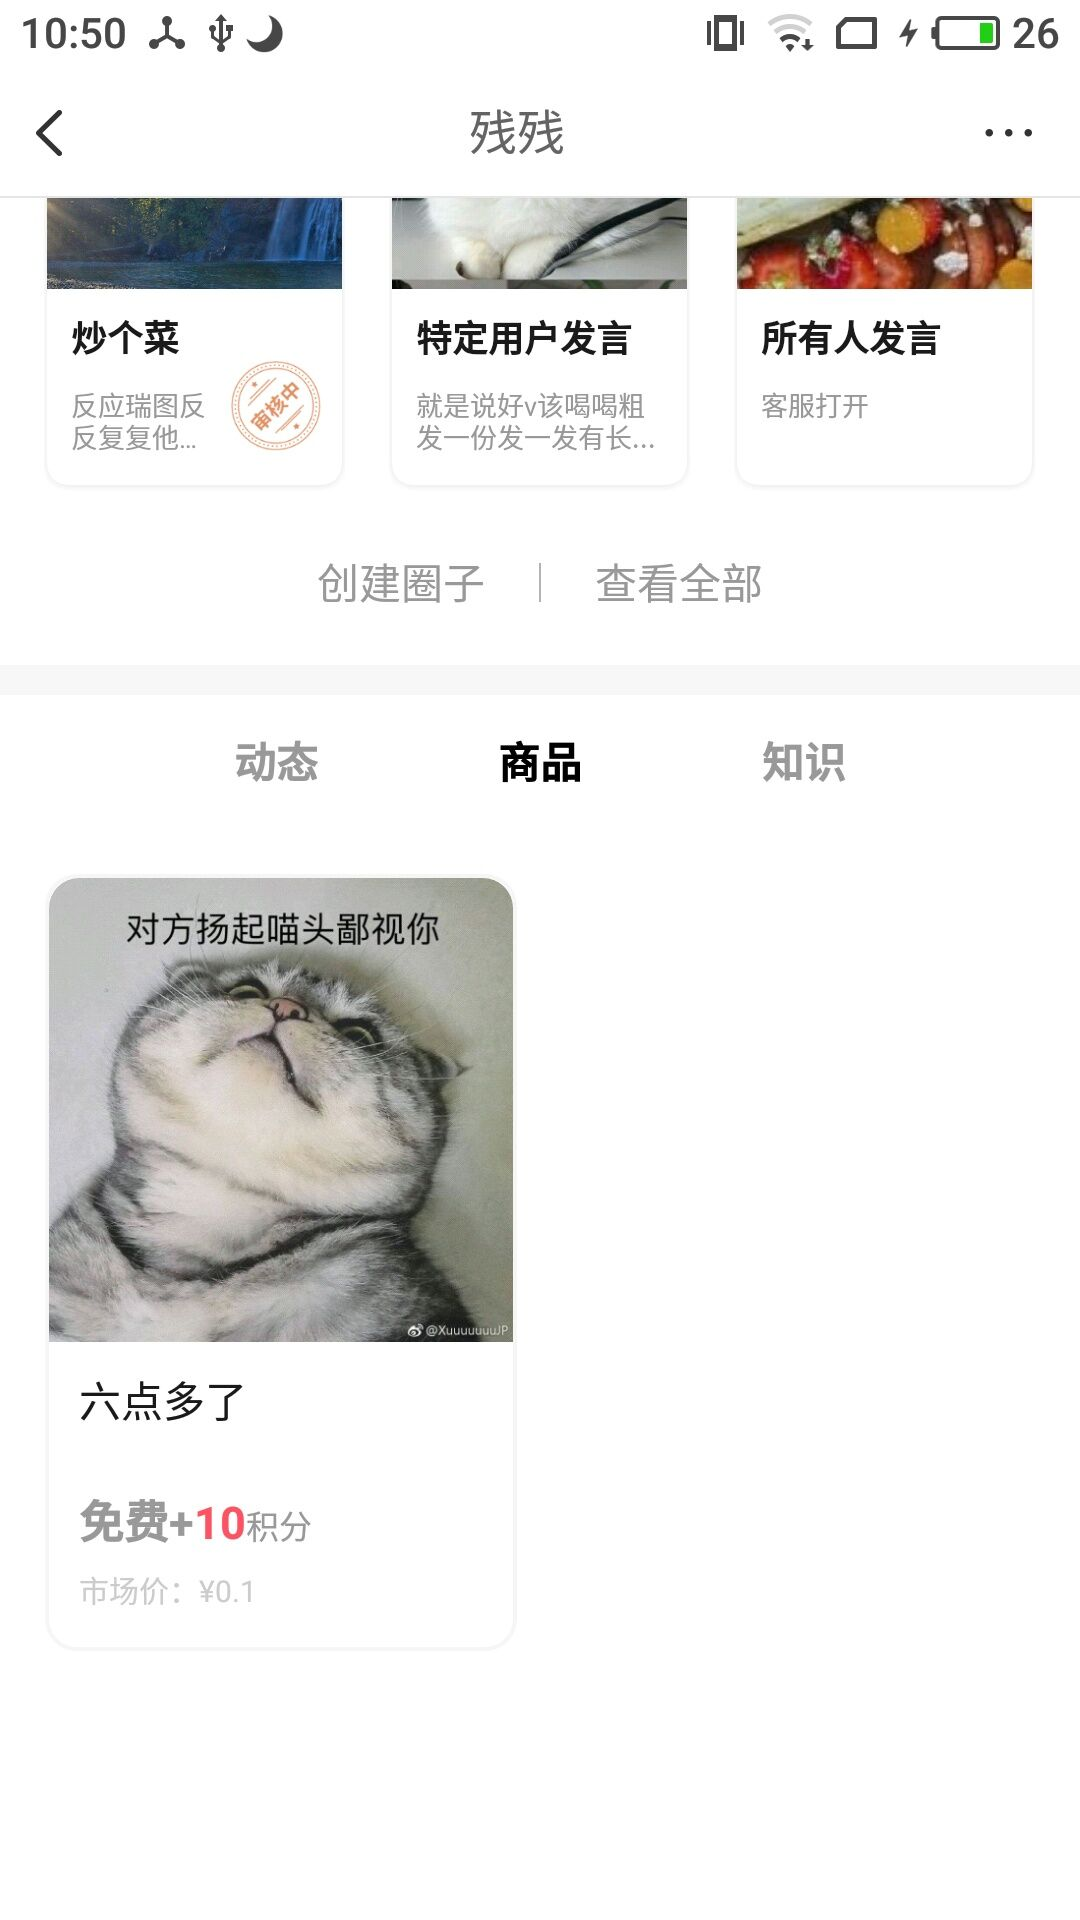 10:50
26
残残
炒个菜
特定用户发言
所有人发言
反应瑞图反
反复复他...
审核中
就是说好v该喝喝粗
发一份发一发有长...
客服打开
创建圈子
查看全部
动态
商品
知识
对方扬起喵头鄙视你
@XuuuuuuuJP
六点多了
免费+10积分
市场价：¥0.1